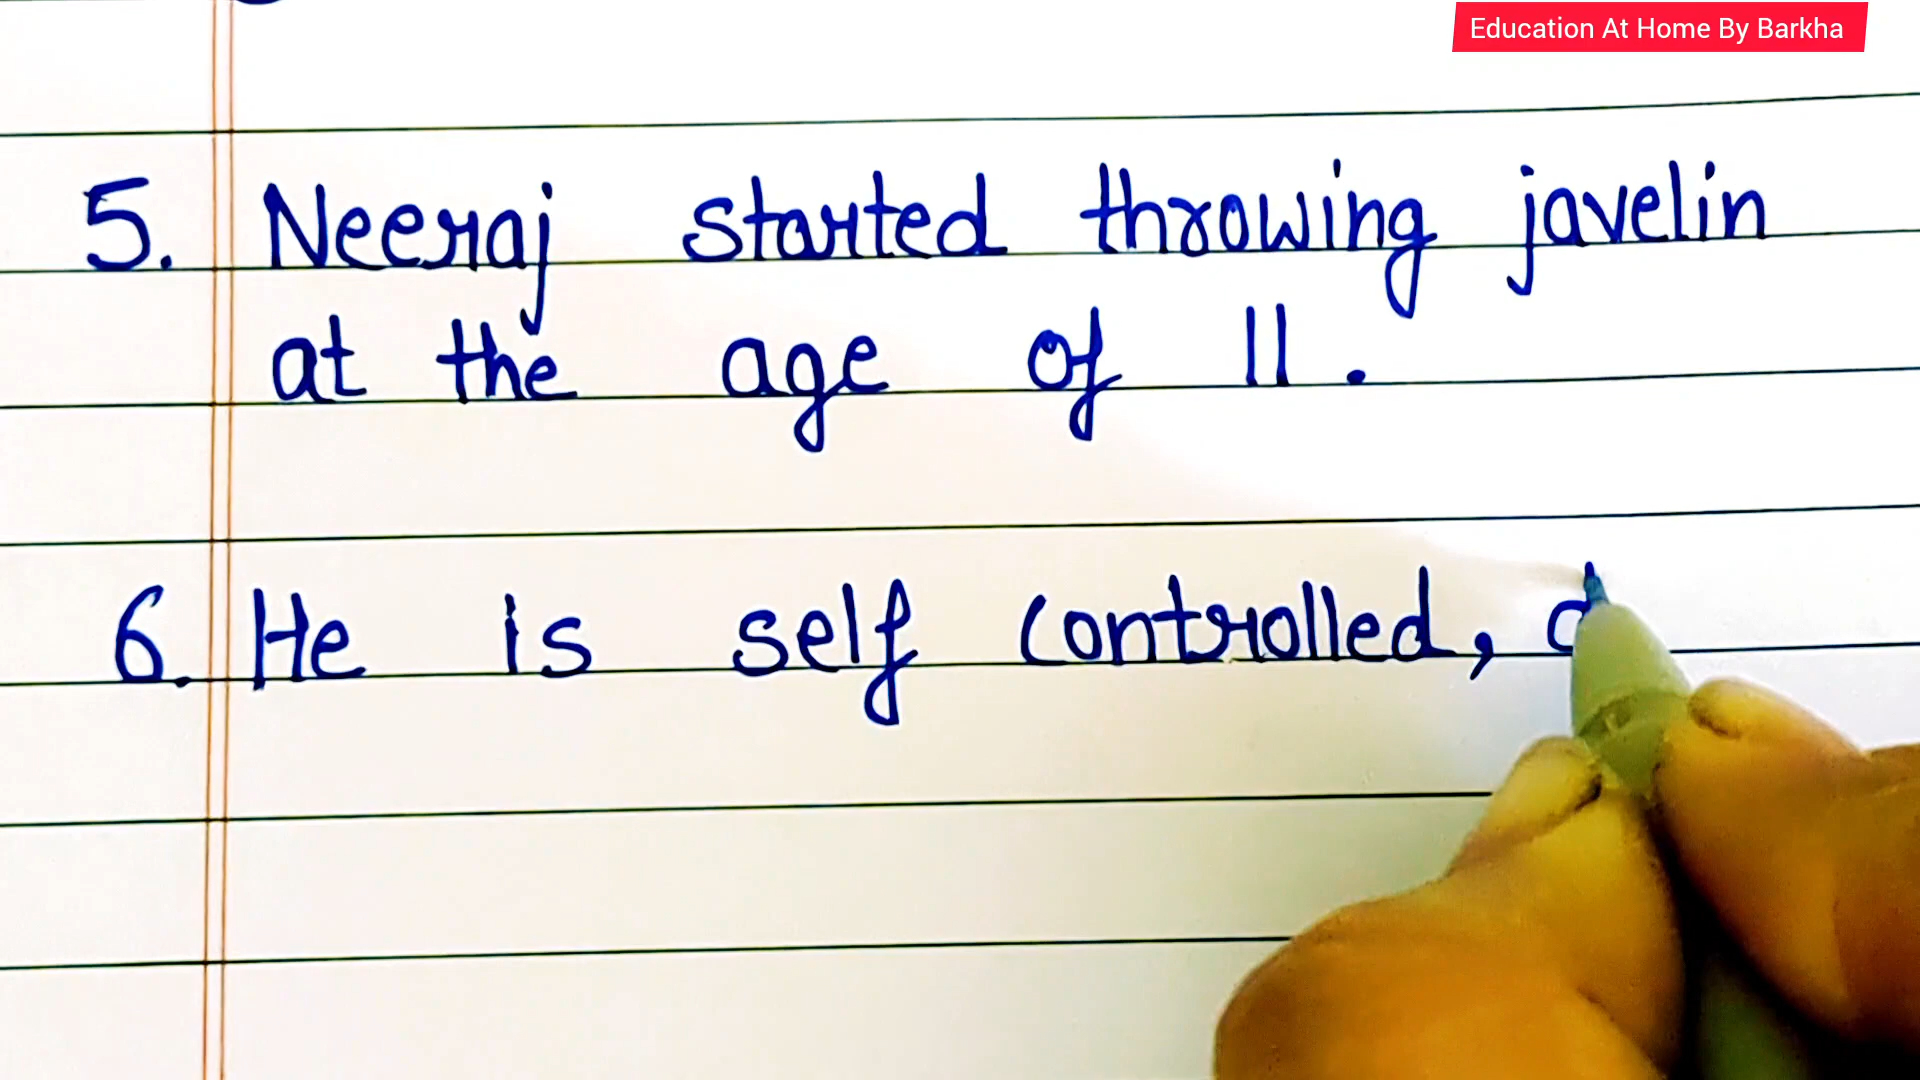 Education At Home By Barkha
5. Neeraj started throwing javelin
at the age of 11.
6. He is self controlled,